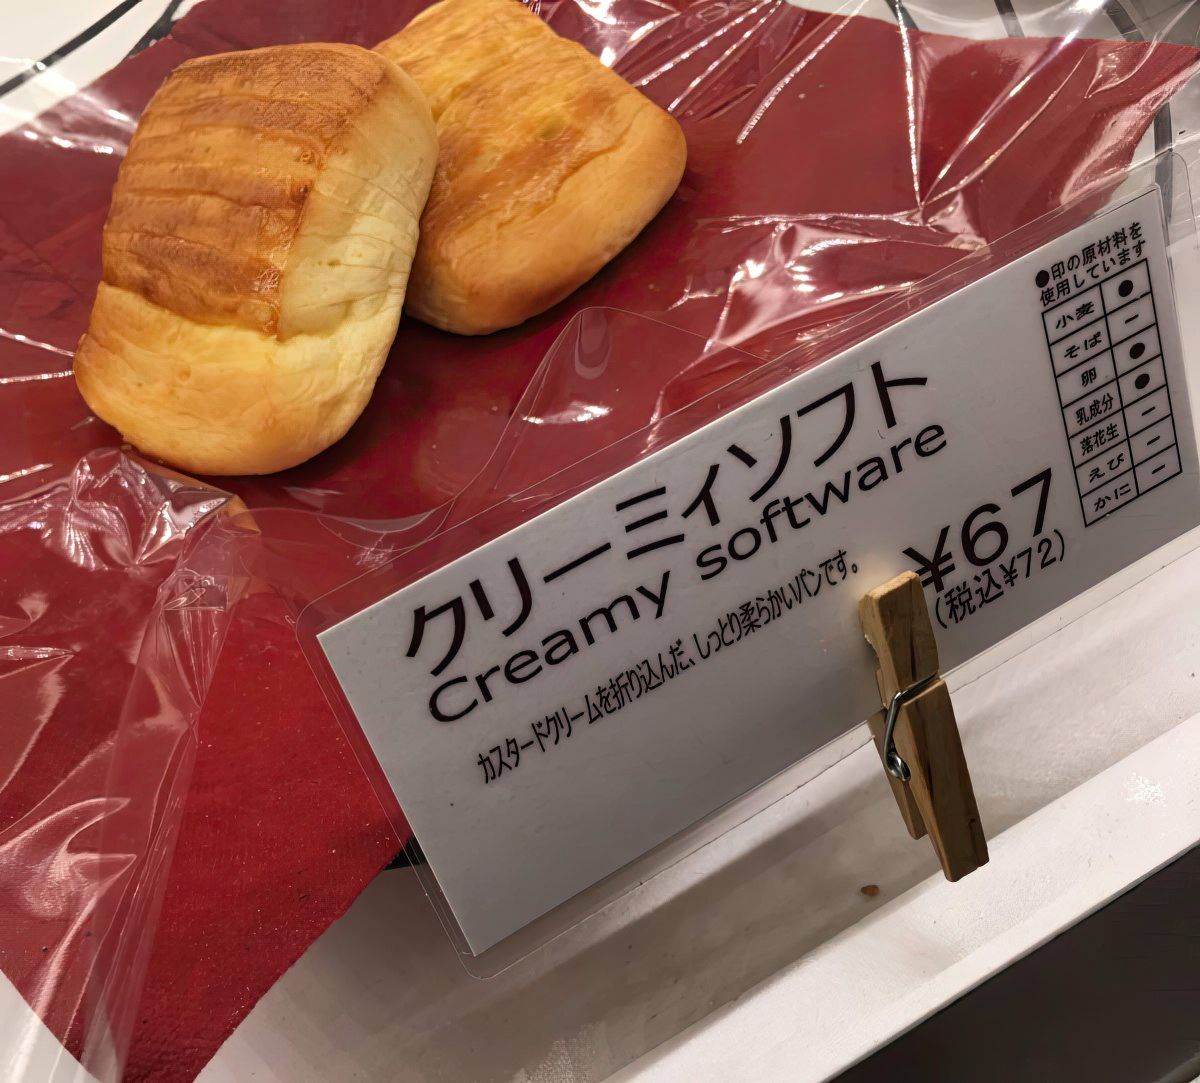 クリーミィソフト
Creamy software
カスタードクリームを折り込んだ、しっとり柔らかいパンです。
¥67
(税込¥72)
●印の原材料を
使用しています
小麦 ●
そば ー
卵 ●
乳成分 ●
落花生 ー
えび ー
かに ー